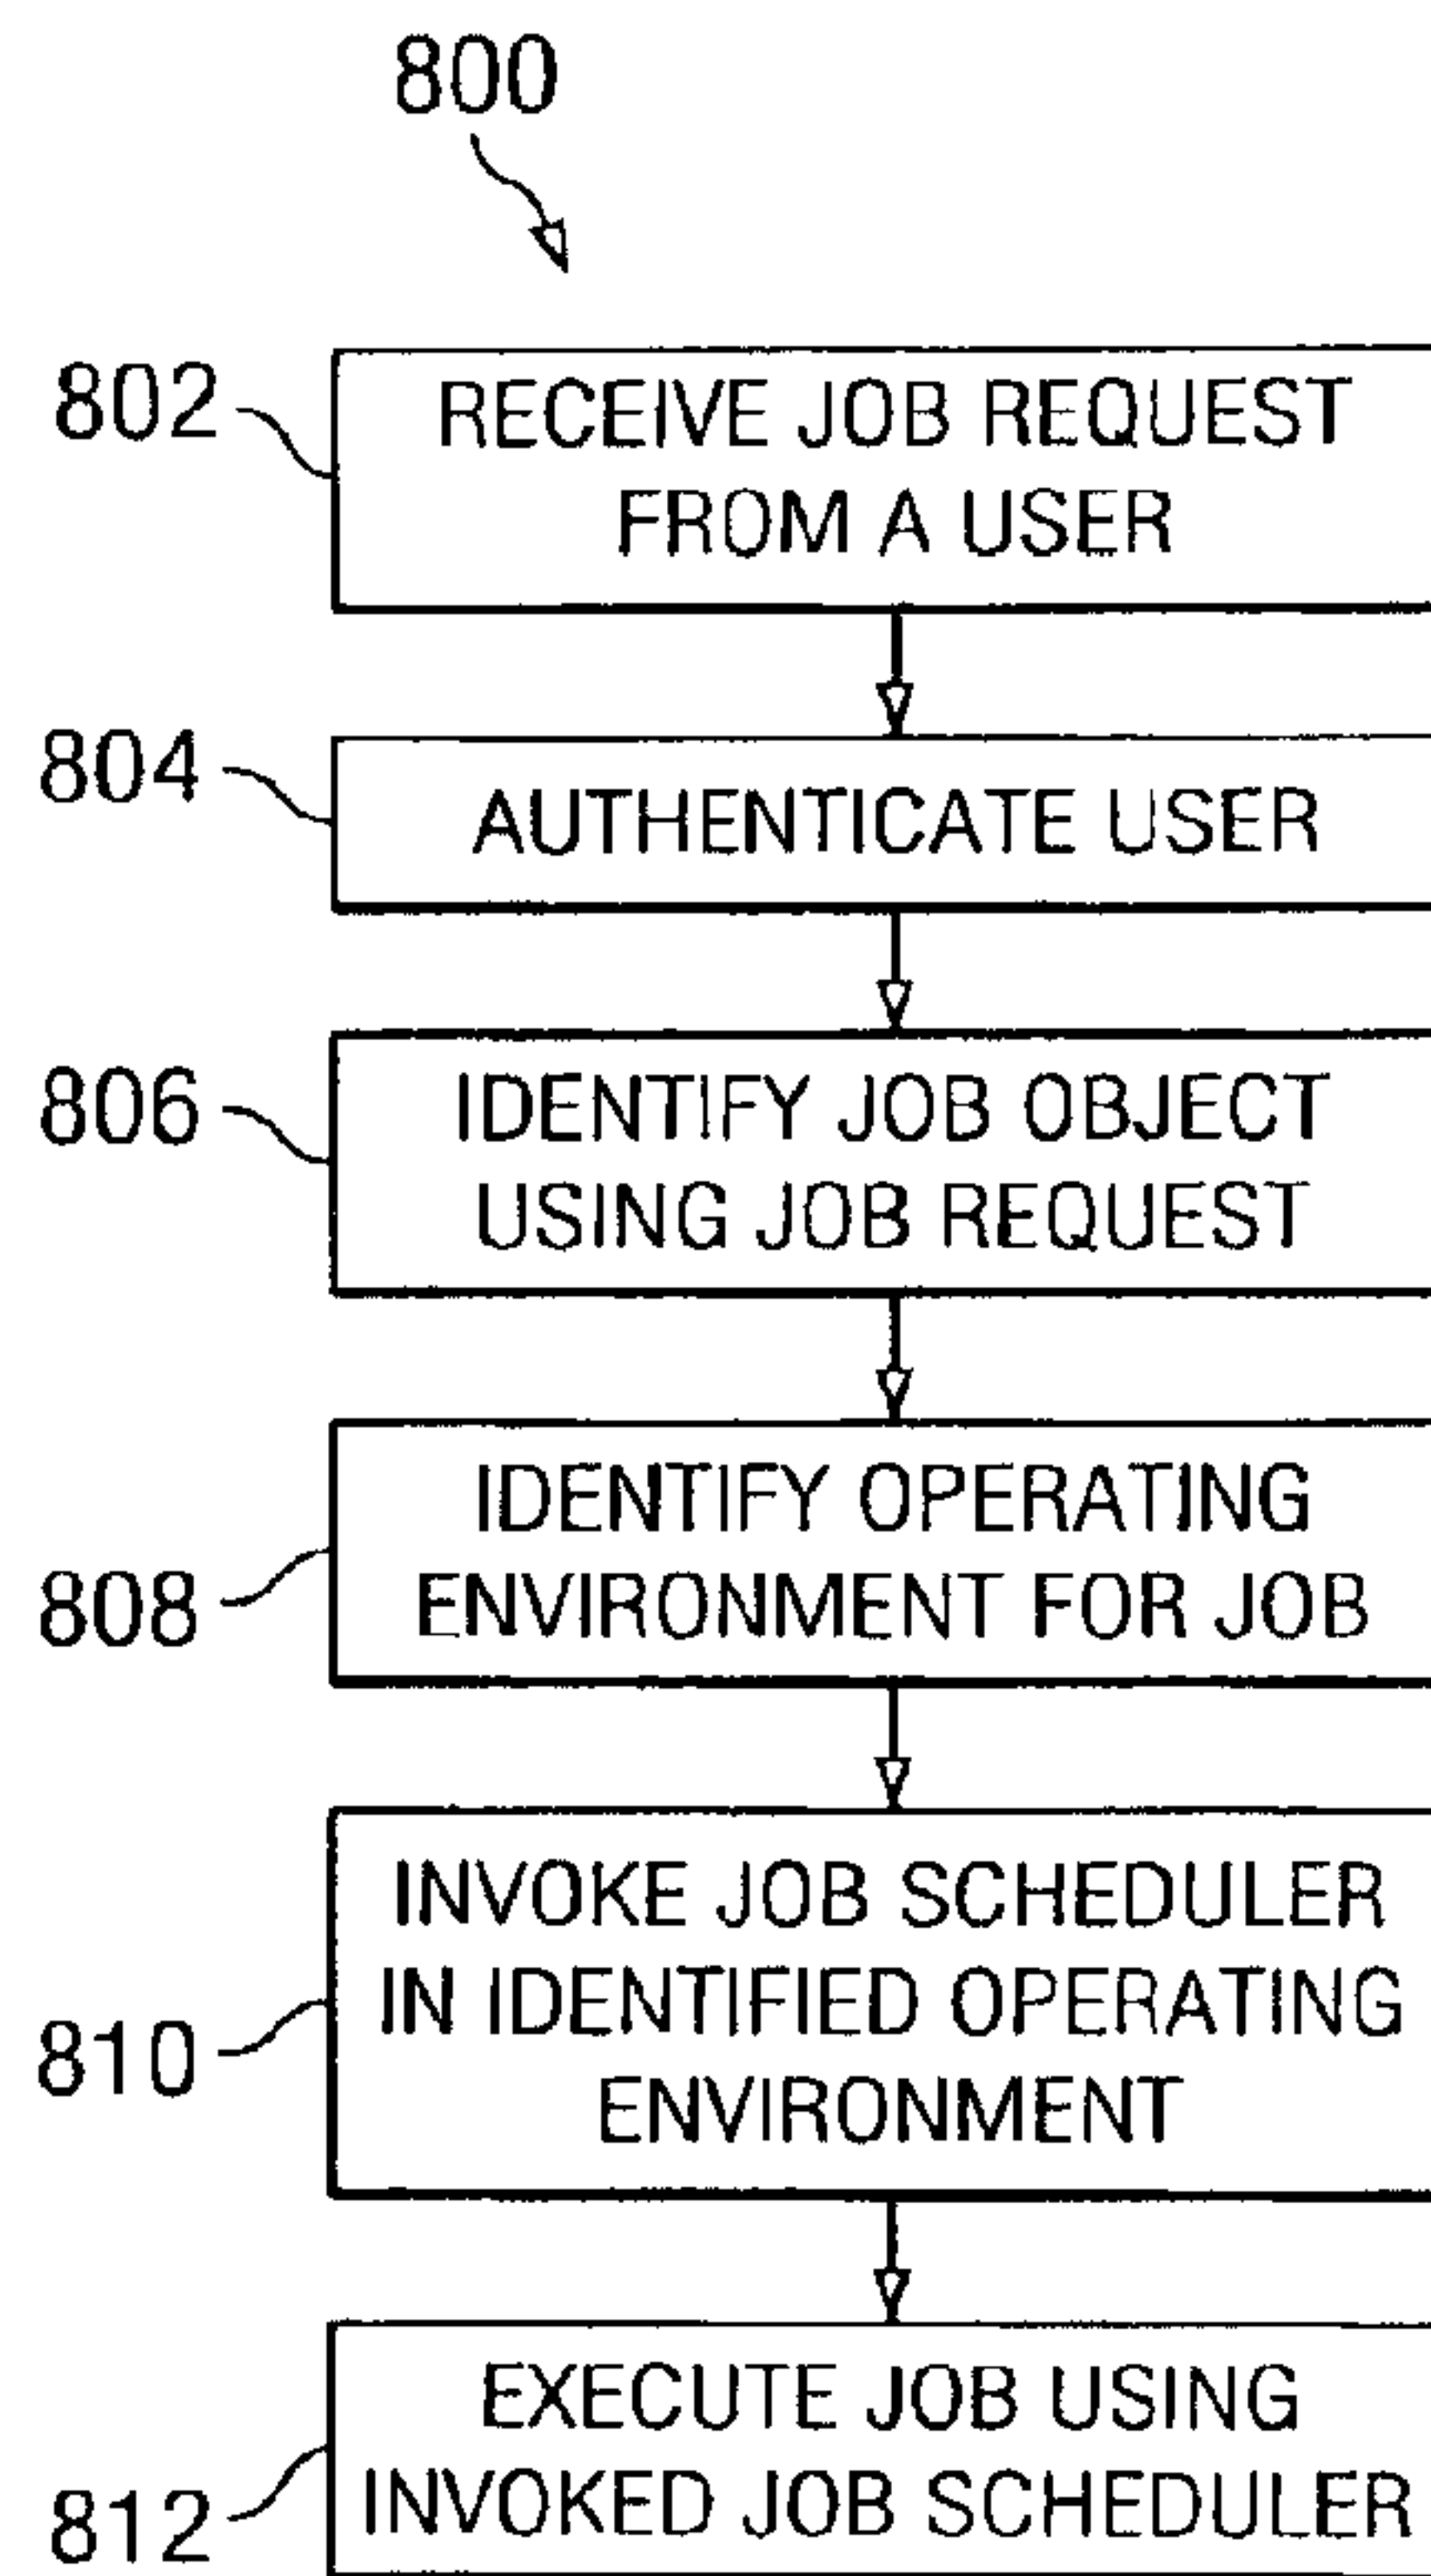 800
802
RECEIVE JOB REQUEST
FROM A USER
804
AUTHENTICATE USER
806
IDENTIFY JOB OBJECT
USING JOB REQUEST
808
IDENTIFY OPERATING
ENVIRONMENT FOR JOB
810
INVOKE JOB SCHEDULER
IN IDENTIFIED OPERATING
ENVIRONMENT
812
EXECUTE JOB USING
INVOKED JOB SCHEDULER